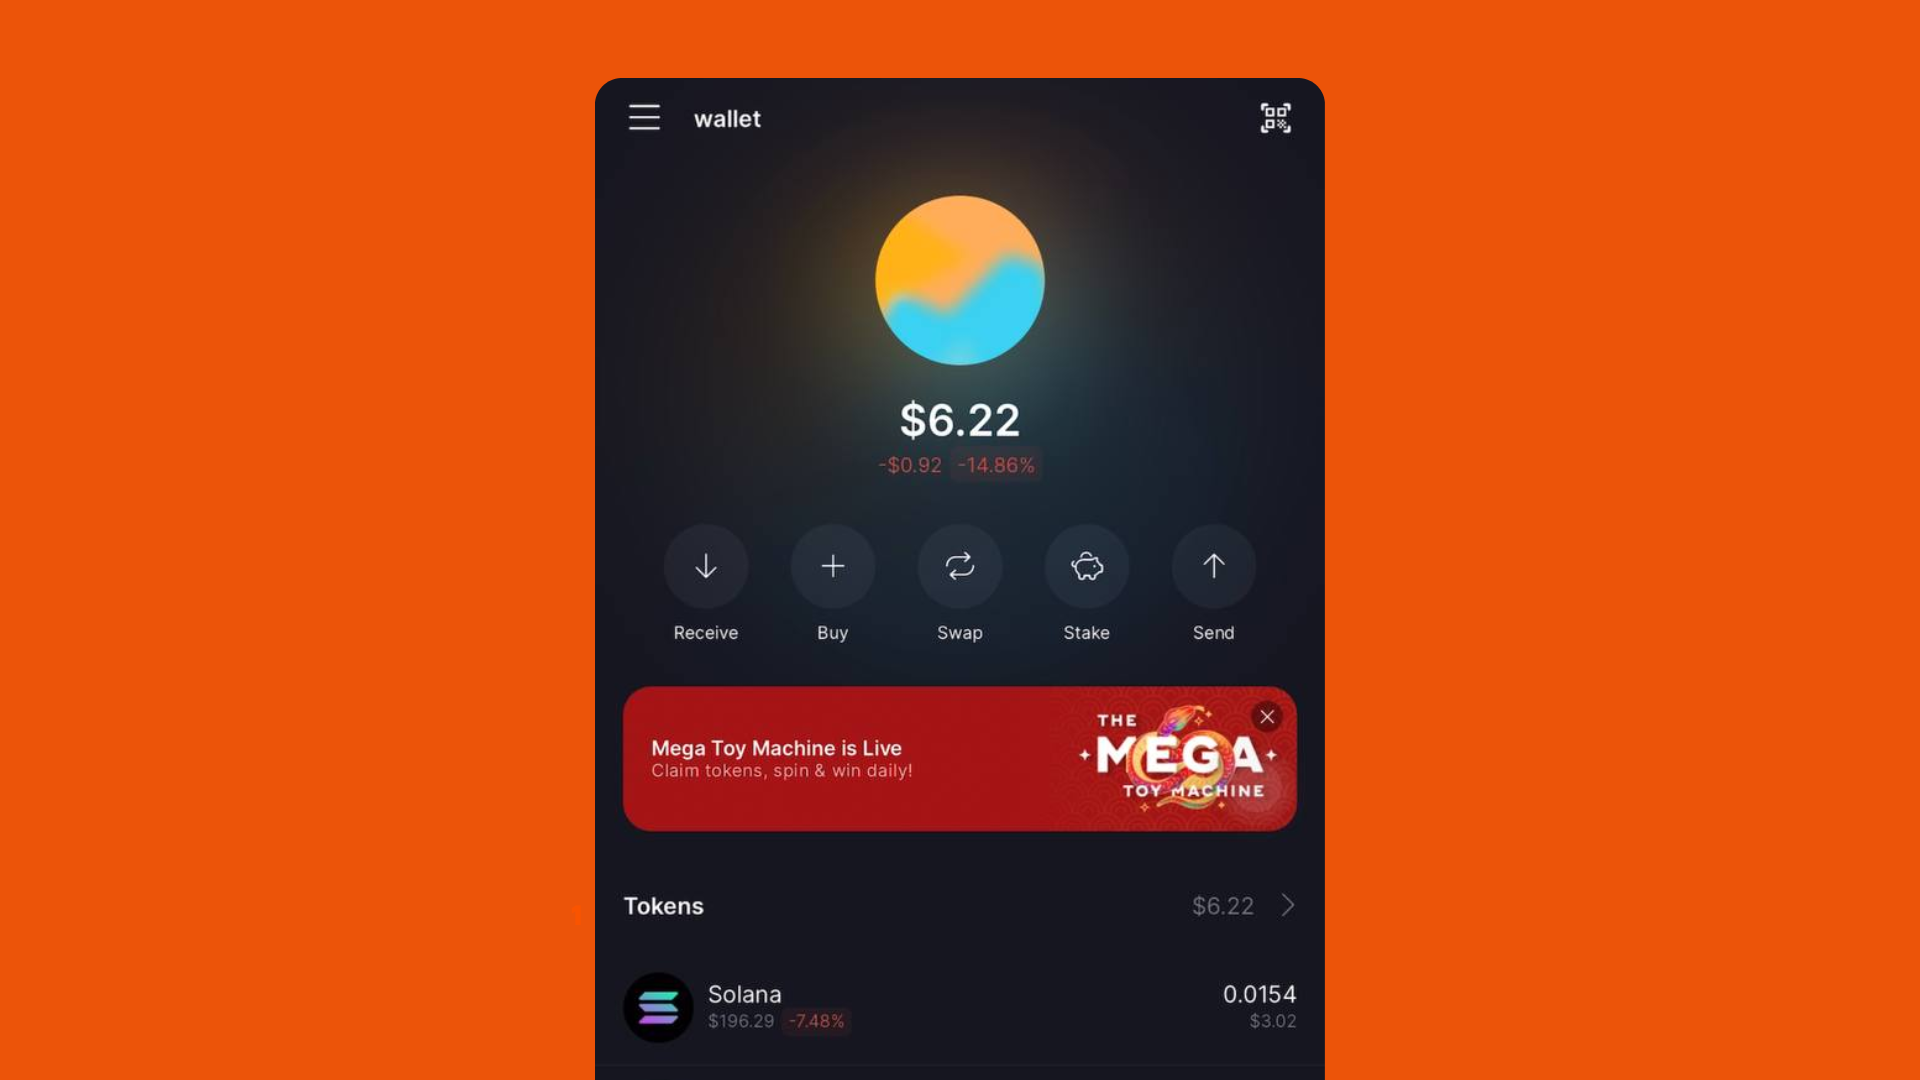 wallet
$6.22
-$0.92 -14.86%
Receive Buy Swap Stake Send
Mega Toy Machine is Live
Claim tokens, spin & win daily!
THE
MEGA
TOY MACHINE
Tokens $6.22
Solana 0.0154
$196.29 -7.48% $3.02